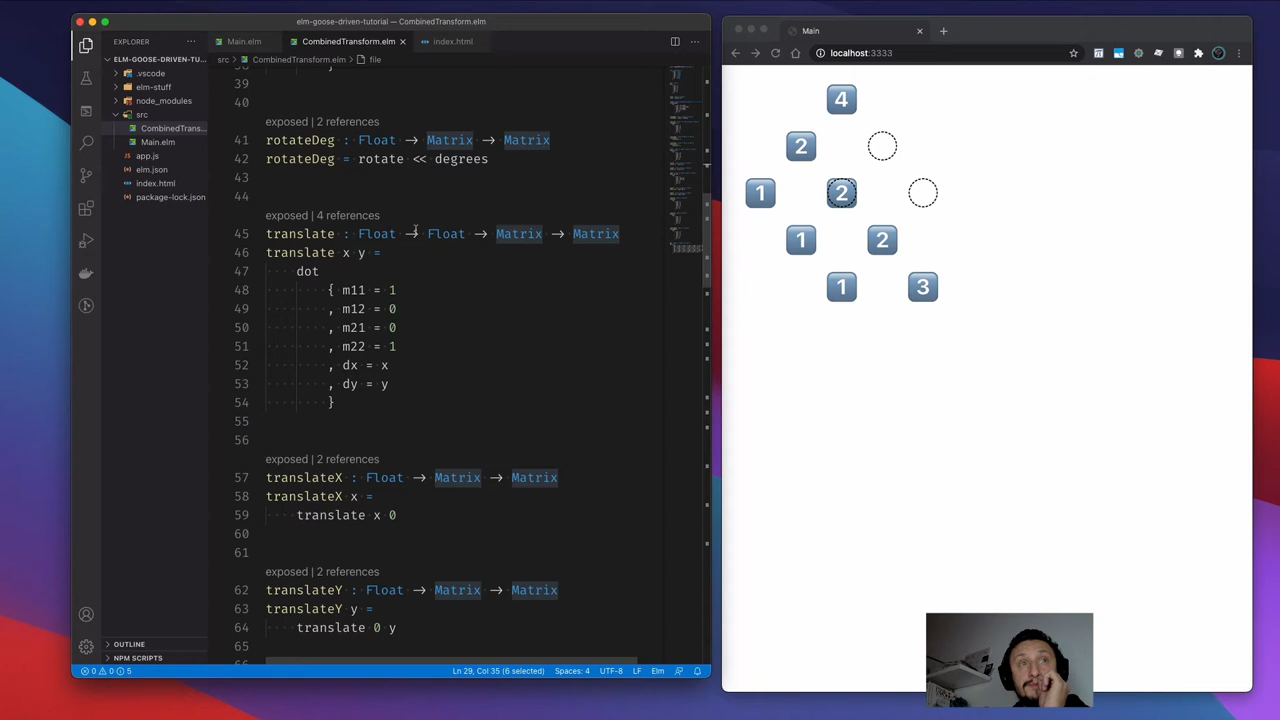 elm-goose-driven-tutorial — CombinedTransform.elm
EXPLORER
Main.elm
CombinedTransform.elm
index.html
ELM-GOOSE-DRIVEN-TU...
.vscode
elm-stuff
node_modules
src
CombinedTrans...
Main.elm
app.js
elm.json
index.html
package-lock.json
OUTLINE
NPM SCRIPTS
src > CombinedTransform.elm > file
39
40
exposed | 2 references
41 rotateDeg : Float → Matrix → Matrix
42 rotateDeg = rotate << degrees
43
44
exposed | 4 references
45 translate : Float → Float → Matrix → Matrix
46 translate x y =
47 dot
48 { m11 = 1
49 , m12 = 0
50 , m21 = 0
51 , m22 = 1
52 , dx = x
53 , dy = y
54 }
55
56
exposed | 2 references
57 translateX : Float → Matrix → Matrix
58 translateX x =
59 translate x 0
60
61
exposed | 2 references
62 translateY : Float → Matrix → Matrix
63 translateY y =
64 translate 0 y
65
0 0 5
Ln 29, Col 35 (6 selected)
Spaces: 4
UTF-8
LF
Elm
Main
localhost:3333
4
2
1 2
1 2
1 3